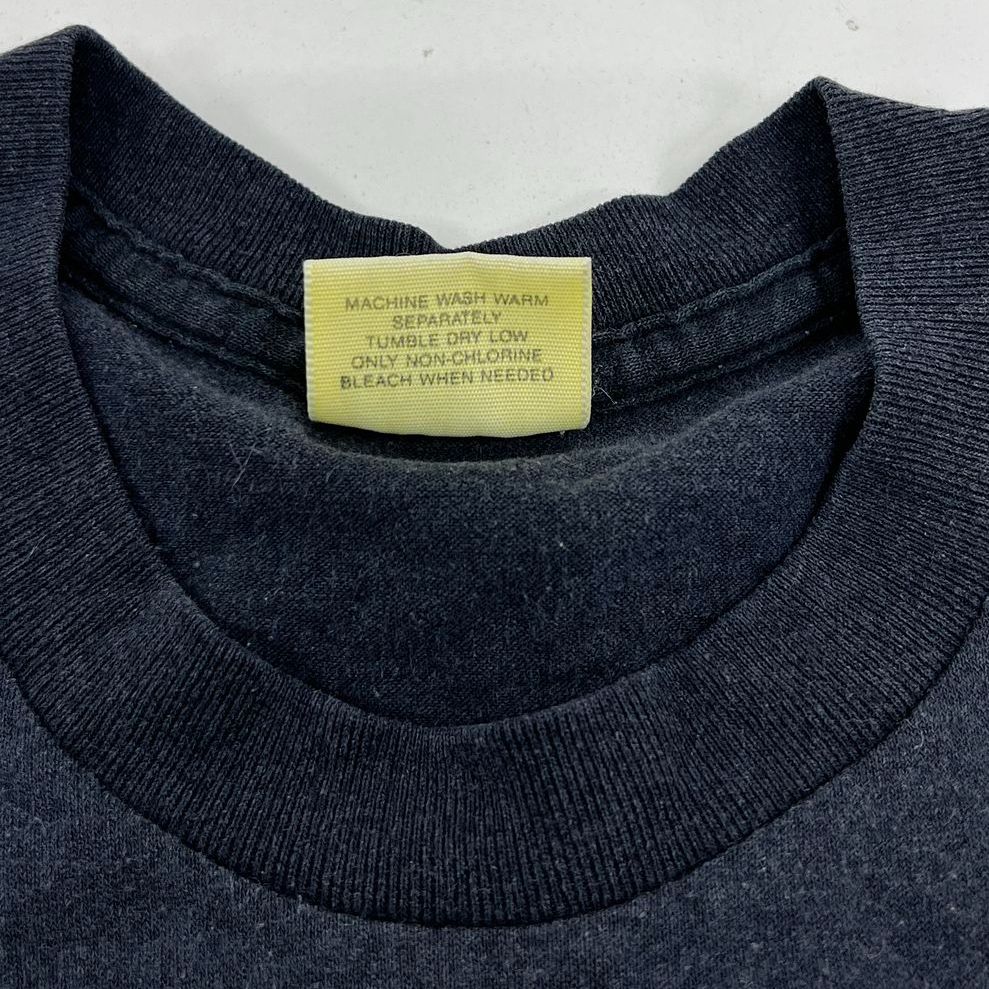 MACHINE WASH WARM
SEPARATELY
TUMBLE DRY LOW
ONLY NON-CHLORINE
BLEACH WHEN NEEDED